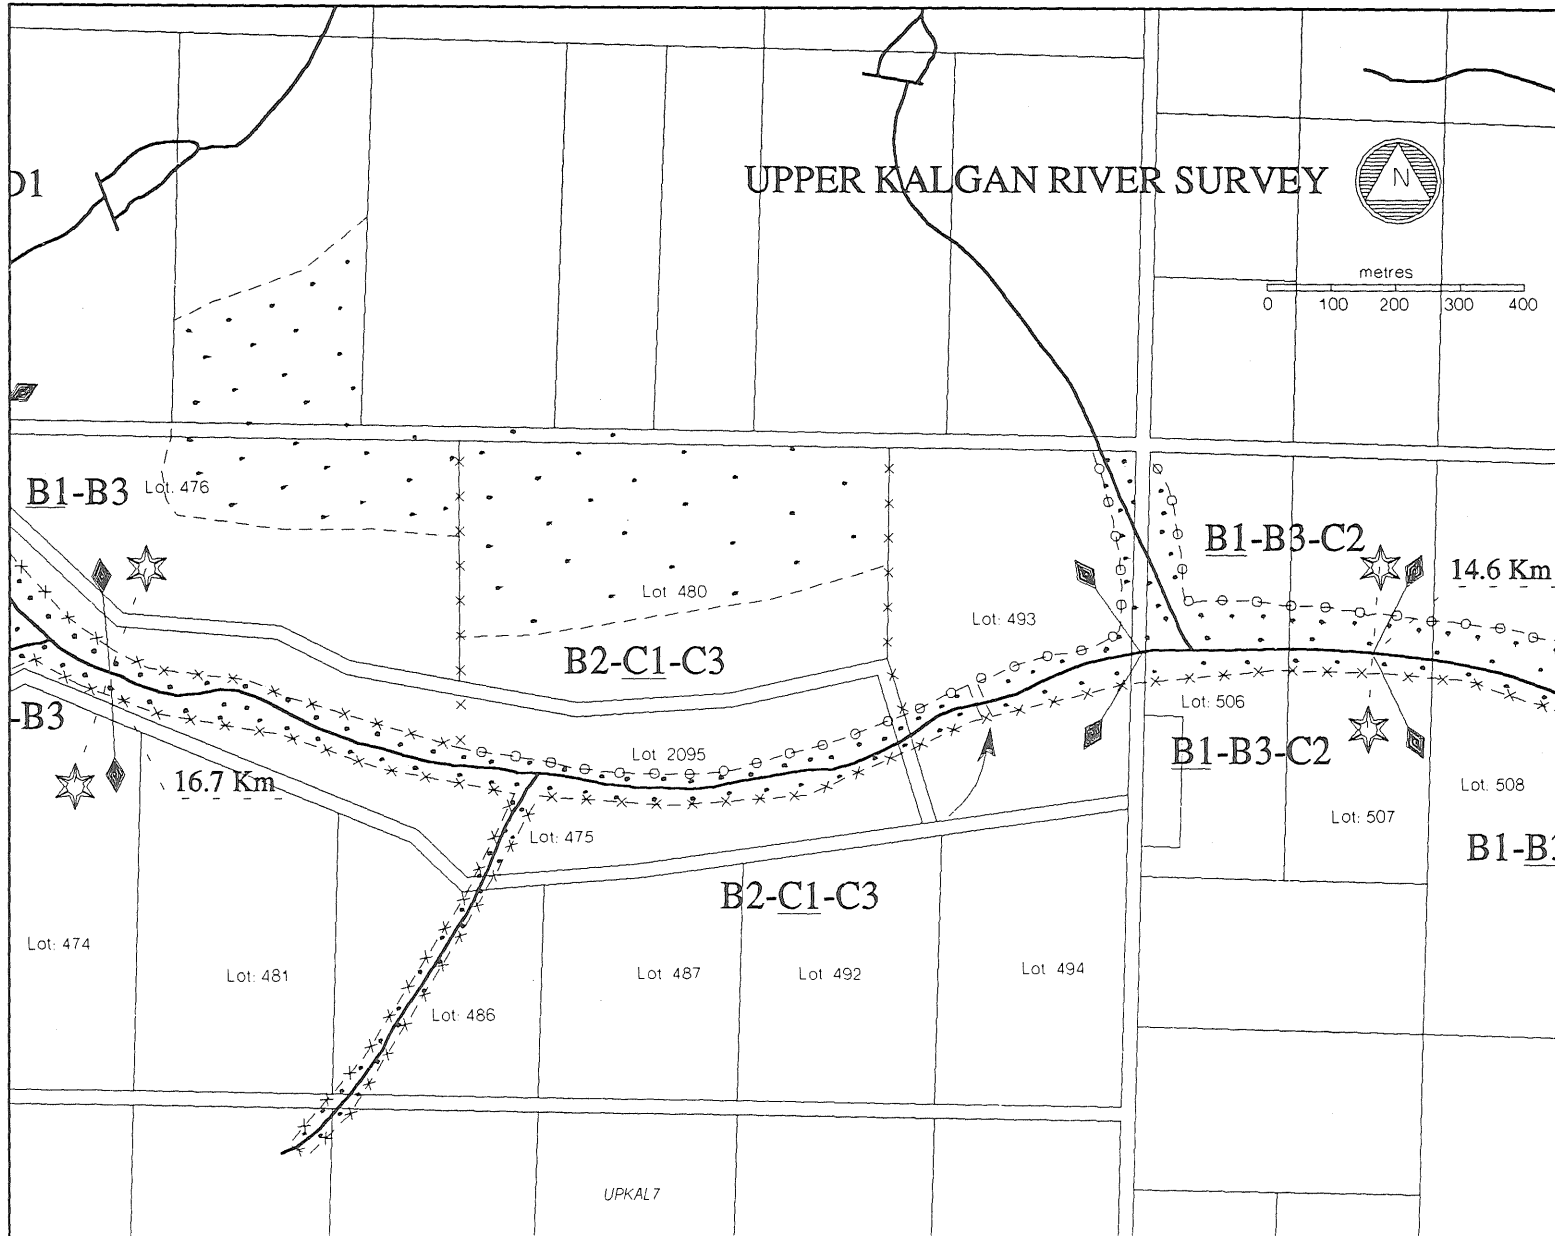 D1
UPPER KALGAN RIVER SURVEY
N
metres
0 100 200 300 400
B1-B3
Lot. 476
B1-B3-C2
14.6 Km
Lot 480
Lot: 493
B2-C1-C3
-B3
Lot: 506
B1-B3-C2
Lot 2095
16.7 Km
Lot: 508
Lot: 507
Lot: 475
B1-B3
B2-C1-C3
Lot: 474
Lot: 481
Lot 487
Lot 492
Lot 494
Lot: 486
UPKAL7